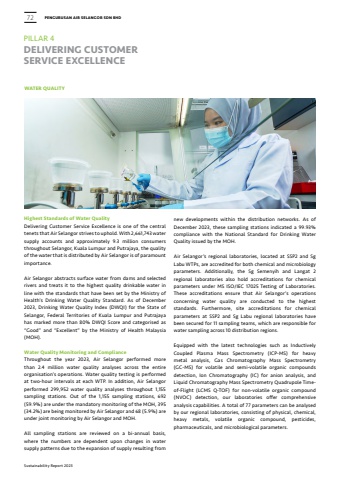 72 PENGURUSAN AIR SELANGOR SDN BHD
PILLAR 4
DELIVERING CUSTOMER
SERVICE EXCELLENCE
WATER QUALITY
Highest Standards of Water Quality
Delivering Customer Service Excellence is one of the central
tenets that Air Selangor strives to uphold. With 2,661,743 water
supply accounts and approximately 9.3 million consumers
throughout Selangor, Kuala Lumpur and Putrajaya, the quality
of the water that is distributed by Air Selangor is of paramount
importance.
Air Selangor abstracts surface water from dams and selected
rivers and treats it to the highest quality drinkable water in
line with the standards that have been set by the Ministry of
Health's Drinking Water Quality Standard. As of December
2023, Drinking Water Quality Index (DWQI) for the State of
Selangor, Federal Territories of Kuala Lumpur and Putrajaya
has marked more than 80% DWQI Score and categorised as
"Good" and "Excellent" by the Ministry of Health Malaysia
(MOH).
Water Quality Monitoring and Compliance
Throughout the year 2023, Air Selangor performed more
than 2.4 million water quality analyses across the entire
organisation's operations. Water quality testing is performed
at two-hour intervals at each WTP. In addition, Air Selangor
performed 299,952 water quality analyses throughout 1,155
sampling stations. Out of the 1,155 sampling stations, 692
(59.9%) are under the mandatory monitoring of the MOH, 395
(34.2%) are being monitored by Air Selangor and 68 (5.9%) are
under joint monitoring by Air Selangor and MOH.
All sampling stations are reviewed on a bi-annual basis,
where the numbers are dependent upon changes in water
supply patterns due to the expansion of supply resulting from
new developments within the distribution networks. As of
December 2023, these sampling stations indicated a 99.93%
compliance with the National Standard for Drinking Water
Quality issued by the MOH.
Air Selangor's regional laboratories, located at SSP2 and Sg
Labu WTPs, are accredited for both chemical and microbiology
parameters. Additionally, the Sg Semenyih and Langat 2
regional laboratories also hold accreditations for chemical
parameters under MS ISO/IEC 17025 Testing of Laboratories.
These accreditations ensure that Air Selangor's operations
concerning water quality are conducted to the highest
standards. Furthermore, site accreditations for chemical
parameters at SSP2 and Sg Labu regional laboratories have
been secured for 11 sampling teams, which are responsible for
water sampling across 10 distribution regions.
Equipped with the latest technologies such as Inductively
Coupled Plasma Mass Spectrometry (ICP-MS) for heavy
metal analysis, Gas Chromatography Mass Spectrometry
(GC-MS) for volatile and semi-volatile organic compounds
detection, Ion Chromatography (IC) for anion analysis, and
Liquid Chromatography Mass Spectrometry Quadrupole Time-
of-Flight (LCMS Q-TOF) for non-volatile organic compound
(NVOC) detection, our laboratories offer comprehensive
analysis capabilities. A total of 77 parameters can be analysed
by our regional laboratories, consisting of physical, chemical,
heavy metals, volatile organic compound, pesticides,
pharmaceuticals, and microbiological parameters.
Sustainability Report 2023